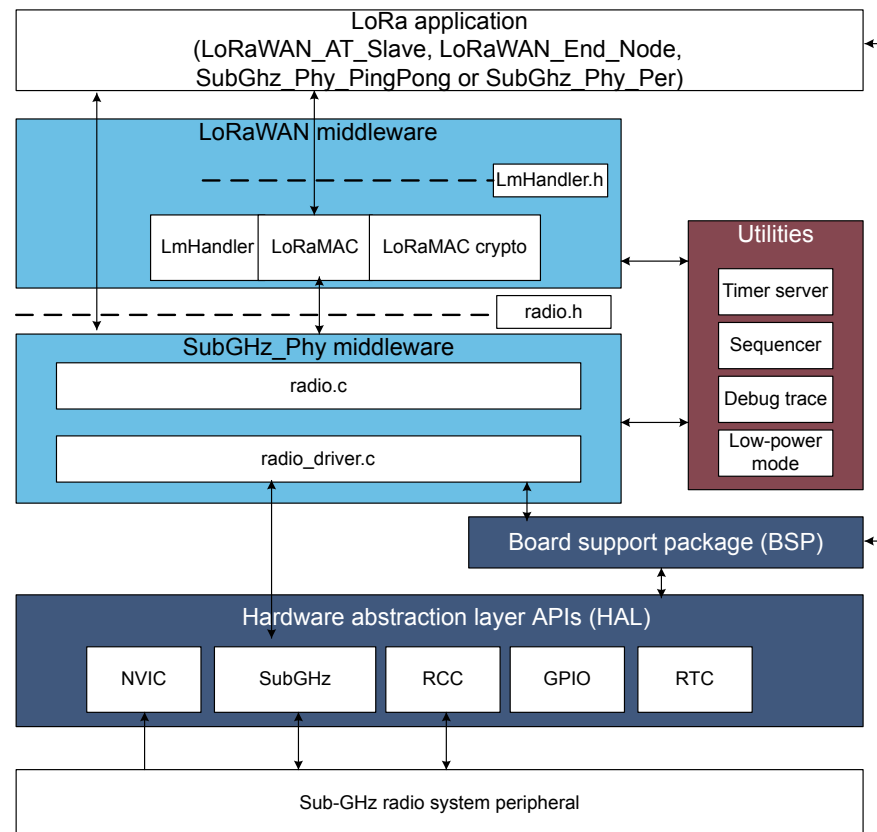 LoRa application
(LoRaWAN_AT_Slave, LoRaWAN_End_Node,
SubGhz_Phy_PingPong or SubGhz_Phy_Per)
LoRaWAN middleware
LmHandler.h
LmHandler
LoRaMAC
LoRaMAC crypto
Utilities
Timer server
Sequencer
Debug trace
Low-power
mode
radio.h
SubGHz_Phy middleware
radio.c
radio_driver.c
Board support package (BSP)
Hardware abstraction layer APIs (HAL)
NVIC
SubGHz
RCC
GPIO
RTC
Sub-GHz radio system peripheral